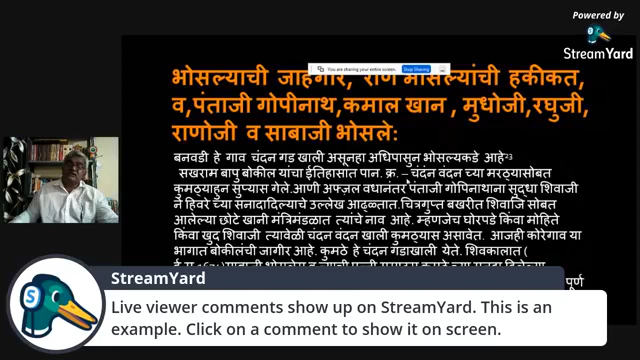 Powered by
StreamYard
You are sharing your entire screen. Stop Sharing
भोसल्याची जाहगीर, राणे भोसल्यांची हकीकत,
व,पंताजी गोपीनाथ,कमाल खान , मुधोजी,रघुजी,
राणोजी व साबाजी भोसले:
बनवडी हे गाव चंदन गड खाली असूनहा अधिपासुन भोसल्यकडे आहे²³
सखराम बापु बोकील यांचा ईतिहासात पान. क्र. – चंदंन वंदन च्या मरठ्यासोबत
कुमठ्याहुन सुप्यास गेले.आणी अफ्ज़ल वधानंतर पंताजी गोपिनाथाना सुद्धा शिवाजी
ने हिवरे च्या सनादादिल्याचे उल्लेख आढ्ळतात.चित्रगुप्त बखरीत शिवाजि सोबत
आलेल्या छोटे खानी मंत्रिमंडळात त्यांचे नाव आहे. म्हणजेच घोरपडे किंवा मोहिते
किंवा खुद शिवाजी त्यावेळी चंदन वंदन खाली कुमठ्यास असावेत. आजही कोरेगाव या
भागात बोकीलंची जागीर आहे. कुमठे हे चंदन गडाखाली येते. शिवकालात (
पूर्ण
StreamYard
Live viewer comments show up on StreamYard. This is an
example. Click on a comment to show it on screen.